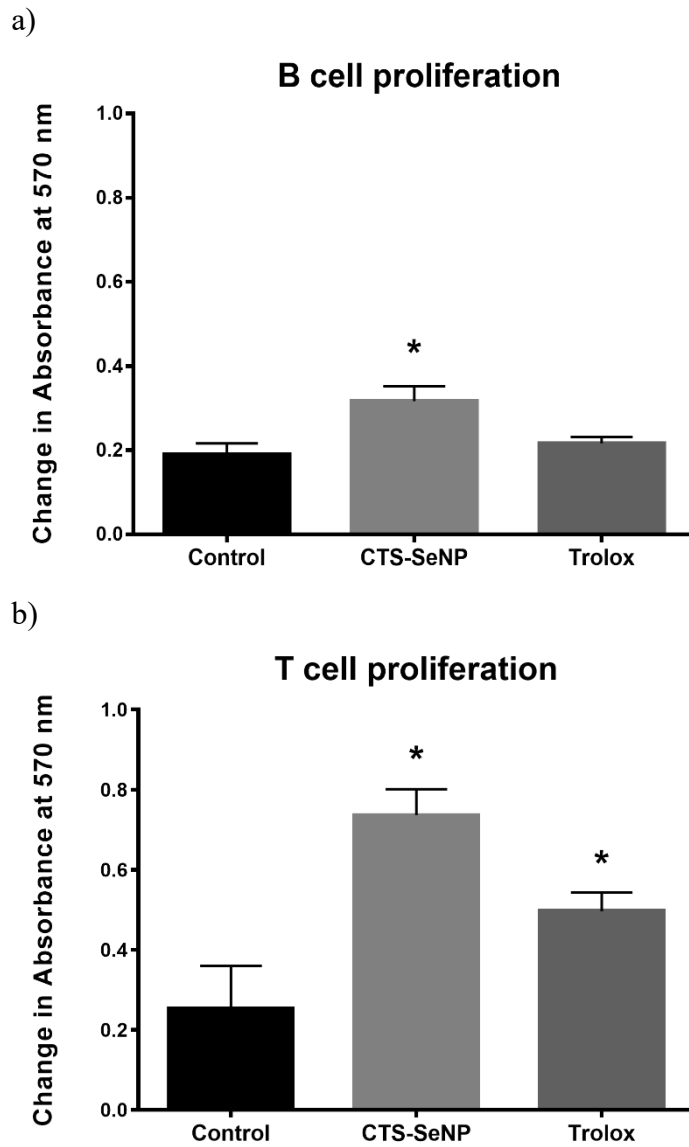 a)
B cell proliferation
Change in Absorbance at 570 nm
1.0
0.8
0.6
0.4
0.2
0.0
*
Control CTS-SeNP Trolox
b)
T cell proliferation
Change in Absorbance at 570 nm
1.0
0.8
0.6
0.4
0.2
0.0
*
*
Control CTS-SeNP Trolox